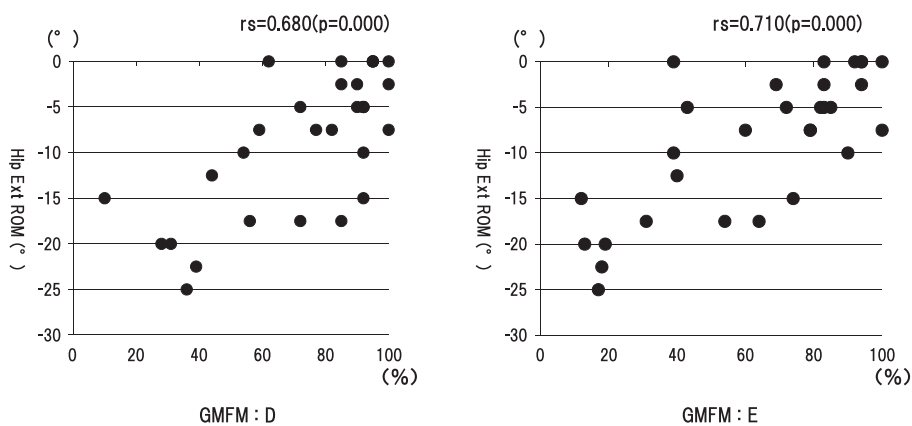 rs=0.680(p=0.000)
(°)
0
-5
-10
-15
-20
-25
-30
Hip Ext ROM(°)
0 20 40 60 80 100
(%)
GMFM : D
rs=0.710(p=0.000)
(°)
0
-5
-10
-15
-20
-25
-30
Hip Ext ROM(°)
0 20 40 60 80 100
(%)
GMFM : E